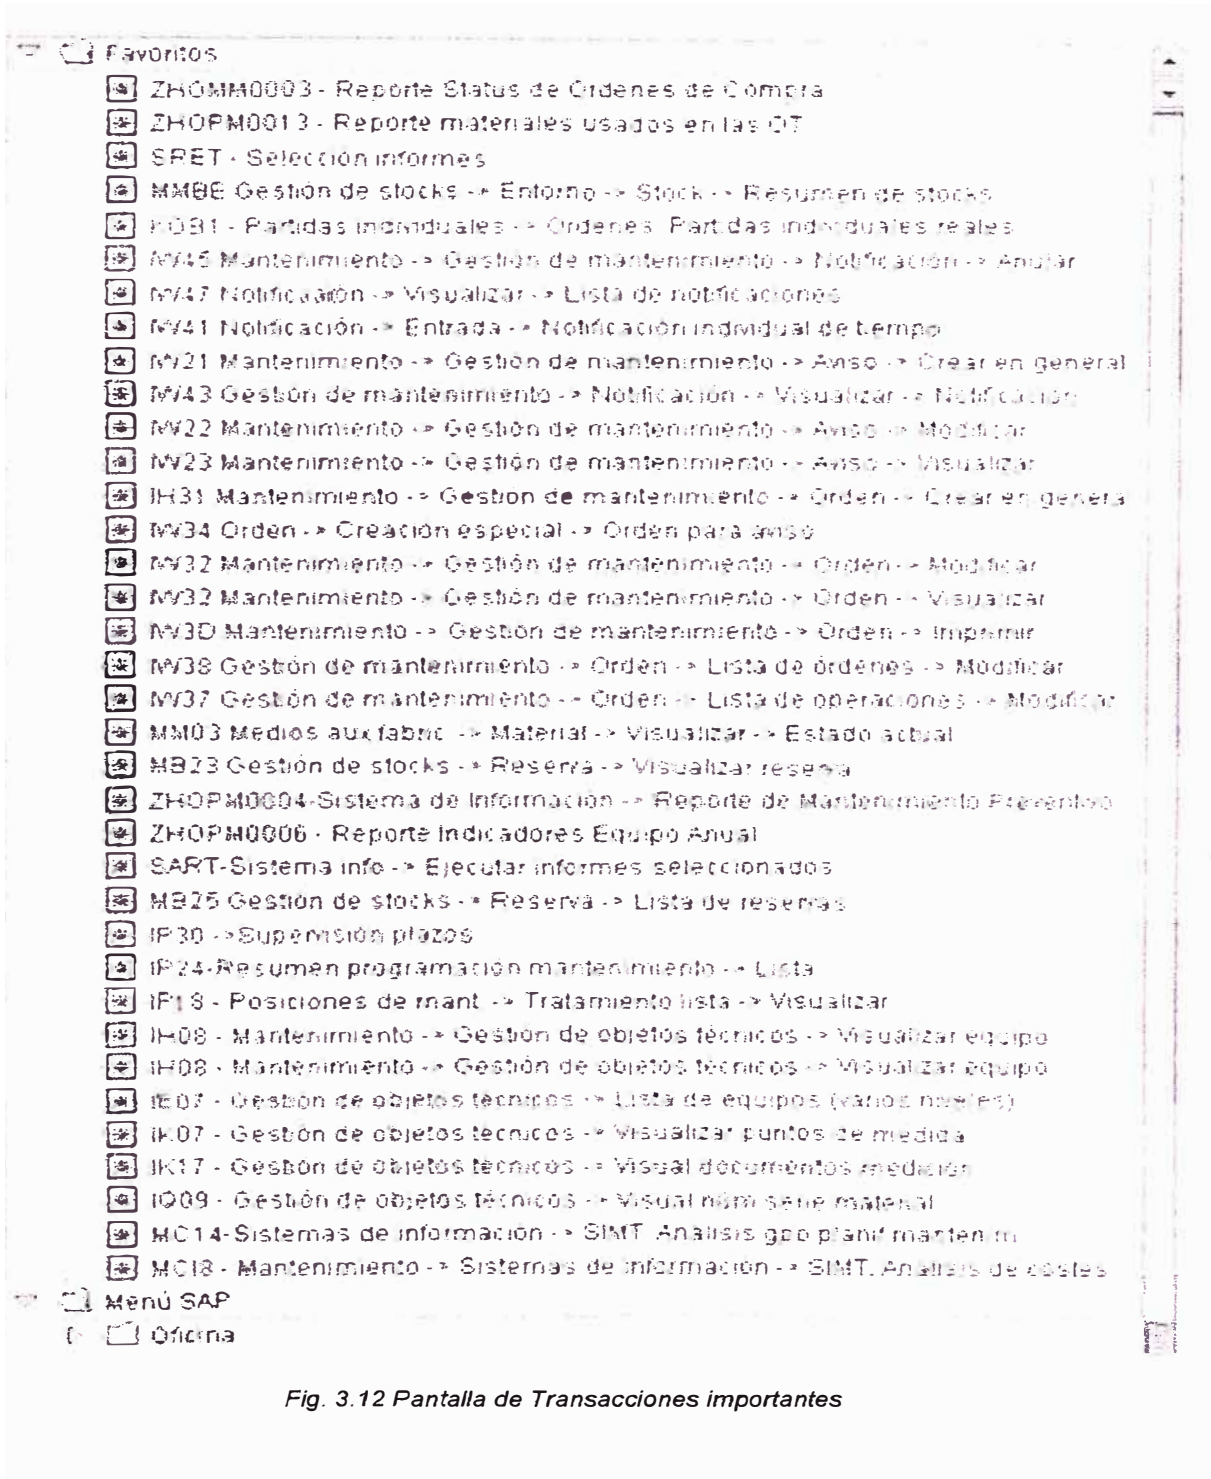 Favoritos
ZHOMM0003 - Reporte Status de Ordenes de Compra
ZHOPM0013 - Reporte materiales usados en las OT
SRET - Selección informes
MMBE Gestión de stocks -> Entorno -> Stock -> Resumen de stocks
KOB1 - Partidas individuales -> Ordenes Partidas individuales reales
IW45 Mantenimiento -> Gestión de mantenimiento -> Notificación -> Anular
IW47 Notificación -> Visualizar -> Lista de notificaciones
IW41 Notificación -> Entrada -> Notificación individual de tiempo
IW21 Mantenimiento -> Gestión de mantenimiento -> Aviso -> Crear en general
IW43 Gestión de mantenimiento -> Notificación -> Visualizar -> Notificación
IW22 Mantenimiento -> Gestión de mantenimiento -> Aviso -> Modificar
IW23 Mantenimiento -> Gestión de mantenimiento -> Aviso -> Visualizar
IH31 Mantenimiento -> Gestión de mantenimiento -> Orden -> Crear en genera
IW34 Orden -> Creación especial -> Orden para aviso
IW32 Mantenimiento -> Gestión de mantenimiento -> Orden -> Modificar
IW32 Mantenimiento -> Gestión de mantenimiento -> Orden -> Visualizar
IW3D Mantenimiento -> Gestión de mantenimiento -> Orden -> Imprimir
IW38 Gestión de mantenimiento -> Orden -> Lista de órdenes -> Modificar
IW37 Gestión de mantenimiento -> Orden -> Lista de operaciones -> Modificar
MM03 Medios aux fabric -> Material -> Visualizar -> Estado actual
MB23 Gestión de stocks -> Reserva -> Visualizar reserva
ZHOPM0004-Sistema de Información -> Reporte de Mantenimiento Preventivo
ZHOPM0006 - Reporte Indicadores Equipo Anual
SART-Sistema info -> Ejecutar informes seleccionados
MB25 Gestión de stocks -> Reserva -> Lista de reservas
IP30 ->Supervisión plazos
IP24-Resumen programación mantenimiento -> Lista
IP18 - Posiciones de mant -> Tratamiento lista -> Visualizar
IH08 - Mantenimiento -> Gestión de objetos técnicos -> Visualizar equipo
IH08 - Mantenimiento -> Gestión de objetos técnicos -> Visualizar equipo
IE07 - Gestión de objetos técnicos -> Lista de equipos (varios niveles)
IK07 - Gestión de objetos técnicos -> Visualizar puntos de medida
IK17 - Gestión de objetos técnicos -> Visual documentos medición
IQ09 - Gestión de objetos técnicos -> Visual núm serie material
MC14-Sistemas de información -> SIMT Análisis gpo planif mantenim
MCI8 - Mantenimiento -> Sistemas de información -> SIMT. Análisis de costes
Menú SAP
Oficina
Fig. 3.12 Pantalla de Transacciones importantes